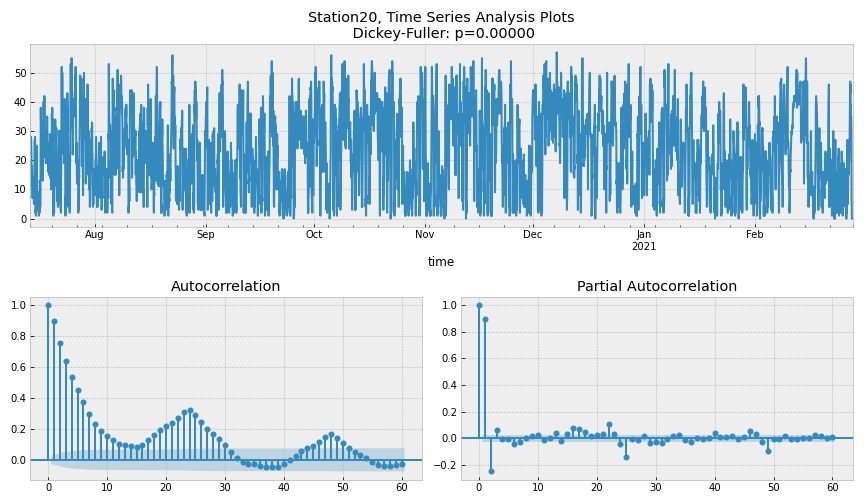 Station20, Time Series Analysis Plots
Dickey-Fuller: p=0.00000
50
40
30
20
10
0
Aug Sep Oct Nov Dec Jan Feb
2021
time
Autocorrelation
1.0
0.8
0.6
0.4
0.2
0.0
0 10 20 30 40 50 60
Partial Autocorrelation
1.0
0.8
0.6
0.4
0.2
0.0
−0.2
0 10 20 30 40 50 60